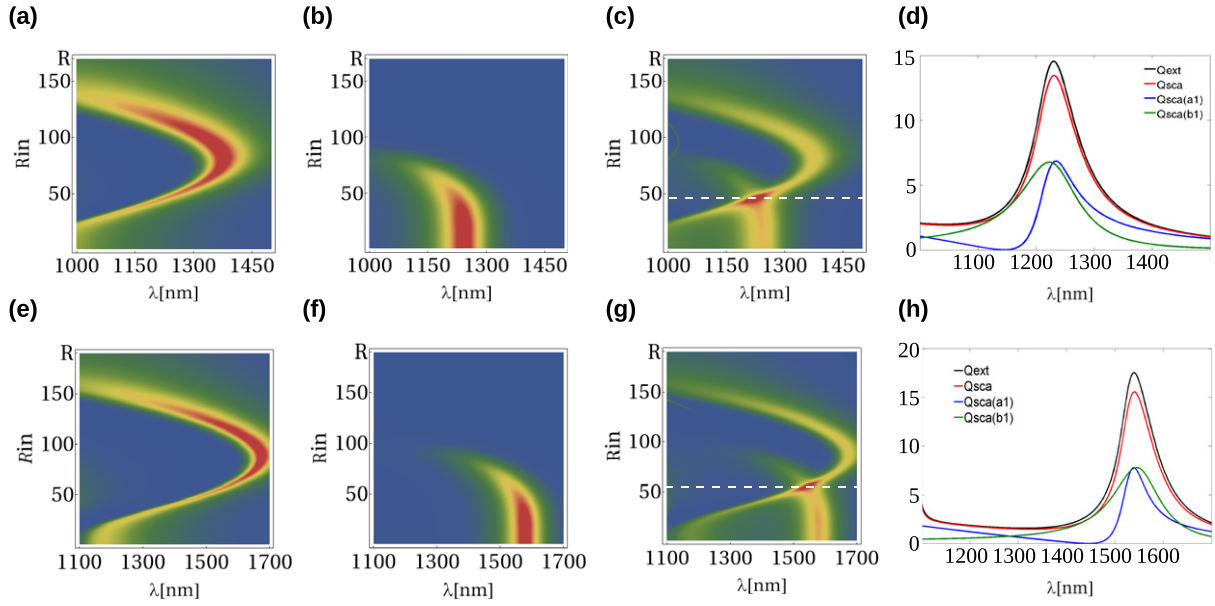 (a) (b) (c) (d)
R R R 15
150 150 150
Qext
Qsca
Qsca(a1)
Qsca(b1)
10
100 100 100
Rin Rin Rin
50 50 50 5
0
1000 1150 1300 1450 1000 1150 1300 1450 1000 1150 1300 1450 1100 1200 1300 1400
λ[nm] λ[nm] λ[nm] λ[nm]
(e) (f) (g) (h)
R R R 20
150 150 150 15
Qext
Qsca
Qsca(a1)
Qsca(b1)
100 100 100 10
Rin Rin Rin
50 50 50 5
0
1100 1300 1500 1700 1100 1300 1500 1700 1100 1300 1500 1700 1200 1300 1400 1500 1600
λ[nm] λ[nm] λ[nm] λ[nm]